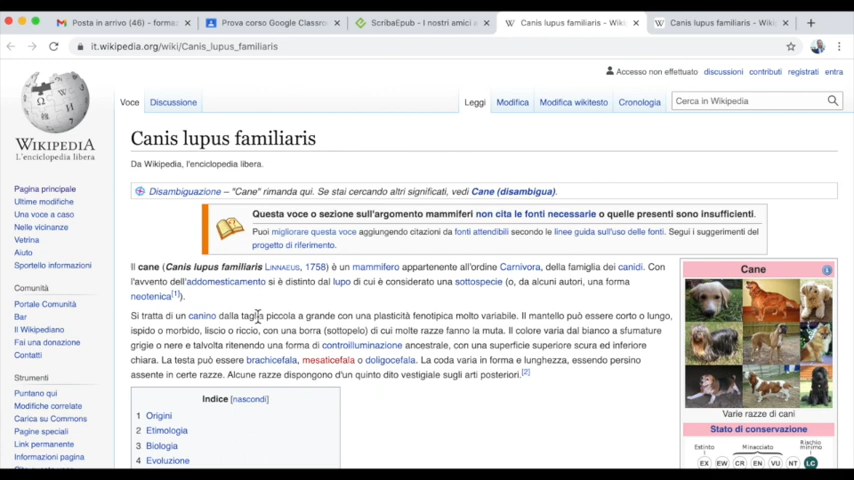 Posta in arrivo (46) - forma
Prova corso Google Classroo
ScribaEpub - I nostri amici a
Canis lupus familiaris - Wiki
Canis lupus familiaris - Wiki
it.wikipedia.org/wiki/Canis_lupus_familiaris
Accesso non effettuato discussioni contributi registrati entra
Voce Discussione Leggi Modifica Modifica wikitesto Cronologia Cerca in Wikipedia
WIKIPEDIA
L'enciclopedia libera
Pagina principale
Ultime modifiche
Una voce a caso
Nelle vicinanze
Vetrina
Aiuto
Sportello informazioni
Comunità
Portale Comunità
Bar
Il Wikipediano
Fai una donazione
Contatti
Strumenti
Puntano qui
Modifiche correlate
Carica su Commons
Pagine speciali
Link permanente
Informazioni pagina
Canis lupus familiaris
Da Wikipedia, l'enciclopedia libera.
Disambiguazione – "Cane" rimanda qui. Se stai cercando altri significati, vedi Cane (disambigua).
Questa voce o sezione sull'argomento mammiferi non cita le fonti necessarie o quelle presenti sono insufficienti.
Puoi migliorare questa voce aggiungendo citazioni da fonti attendibili secondo le linee guida sull'uso delle fonti. Segui i suggerimenti del
progetto di riferimento.
Il cane (Canis lupus familiaris Linnaeus, 1758) è un mammifero appartenente all'ordine Carnivora, della famiglia dei canidi. Con
l'avvento dell'addomesticamento si è distinto dal lupo di cui è considerato una sottospecie (o, da alcuni autori, una forma
neotenica[1]).
Si tratta di un canino dalla taglia piccola a grande con una plasticità fenotipica molto variabile. Il mantello può essere corto o lungo,
ispido o morbido, liscio o riccio, con una borra (sottopelo) di cui molte razze fanno la muta. Il colore varia dal bianco a sfumature
grigie o nere e talvolta ritenendo una forma di controilluminazione ancestrale, con una superficie superiore scura ed inferiore
chiara. La testa può essere brachicefala, mesaticefala o doligocefala. La coda varia in forma e lunghezza, essendo persino
assente in certe razze. Alcune razze dispongono d'un quinto dito vestigiale sugli arti posteriori.[2]
Indice [nascondi]
1 Origini
2 Etimologia
3 Biologia
4 Evoluzione
Cane
Varie razze di cani
Stato di conservazione
Estinto Minacciato Rischio
minimo
EX EW CR EN VU NT LC